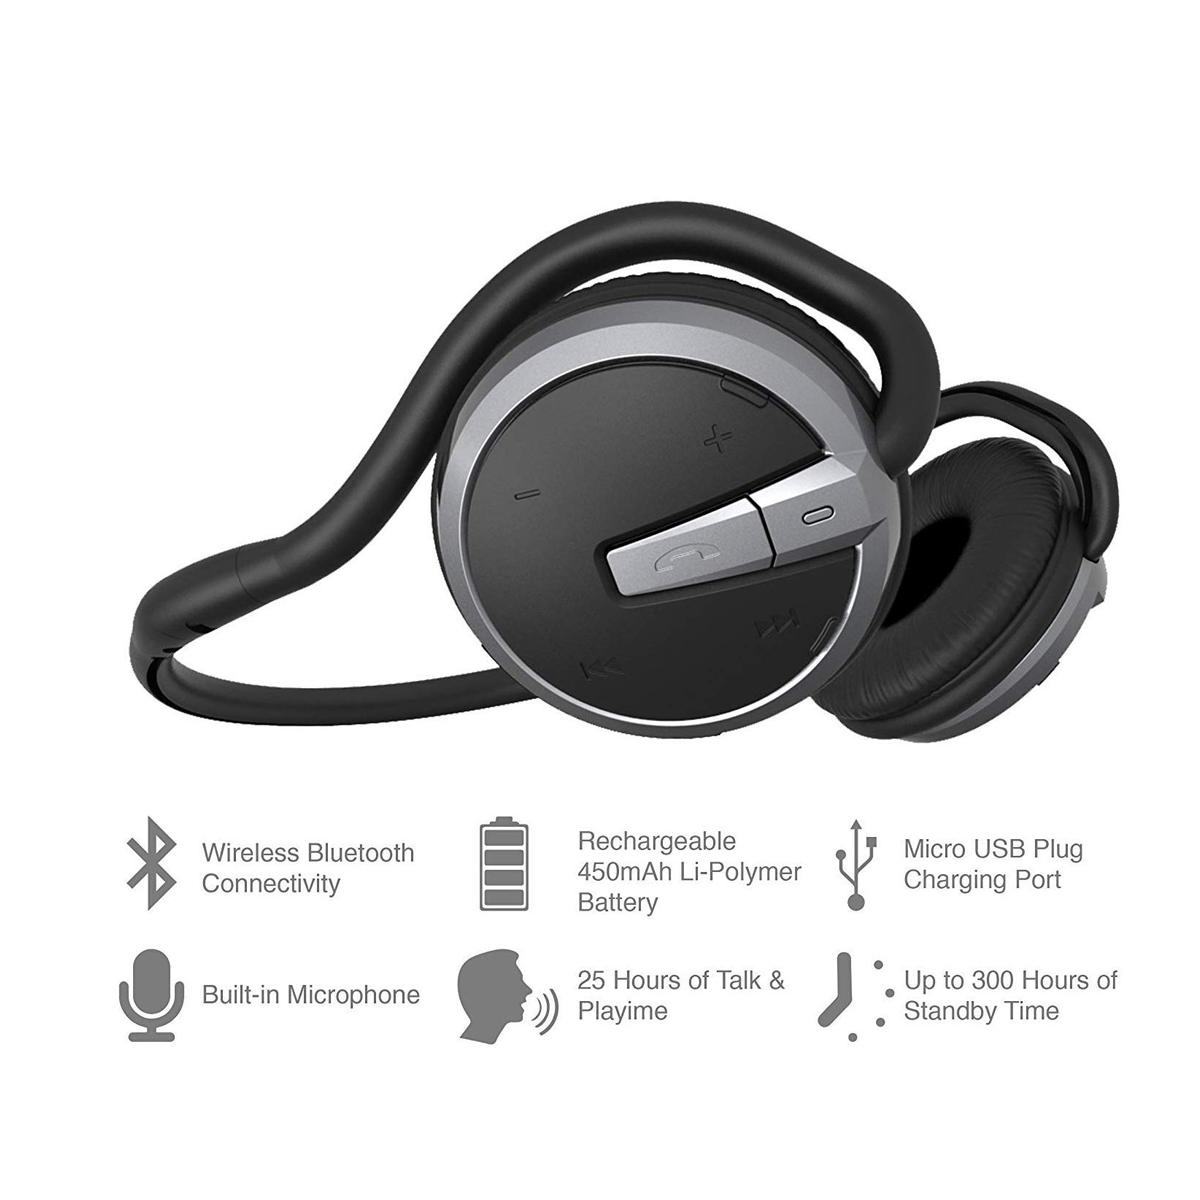 Wireless Bluetooth
Connectivity
Rechargeable
450mAh Li-Polymer
Battery
Micro USB Plug
Charging Port
Built-in Microphone
25 Hours of Talk &
Playime
Up to 300 Hours of
Standby Time